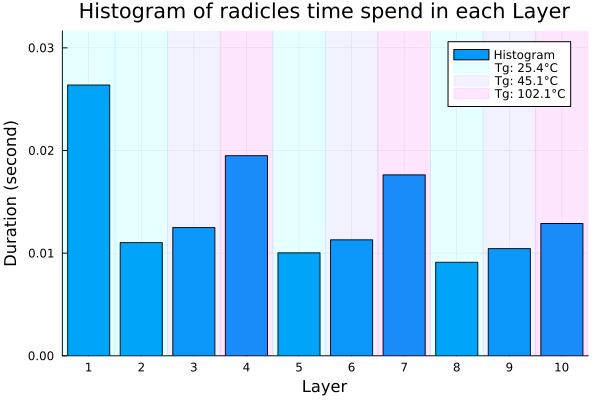 Histogram of radicles time spend in each Layer
Histogram
Tg: 25.4°C
Tg: 45.1°C
Tg: 102.1°C
Duration (second)
0.03
0.02
0.01
0.00
1 2 3 4 5 6 7 8 9 10
Layer